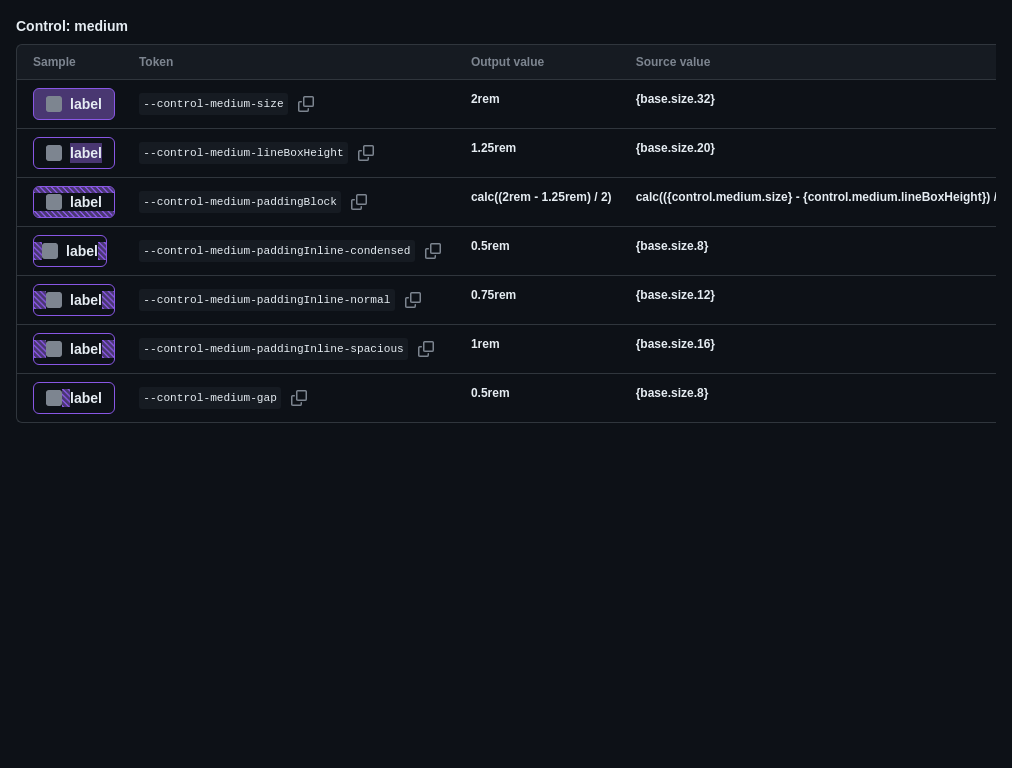 Control: medium
Sample Token Output value Source value
label --control-medium-size 2rem {base.size.32}
label --control-medium-lineBoxHeight 1.25rem {base.size.20}
label --control-medium-paddingBlock calc((2rem - 1.25rem) / 2) calc(({control.medium.size} - {control.medium.lineBoxHeight}) /
label --control-medium-paddingInline-condensed 0.5rem {base.size.8}
label --control-medium-paddingInline-normal 0.75rem {base.size.12}
label --control-medium-paddingInline-spacious 1rem {base.size.16}
label --control-medium-gap 0.5rem {base.size.8}